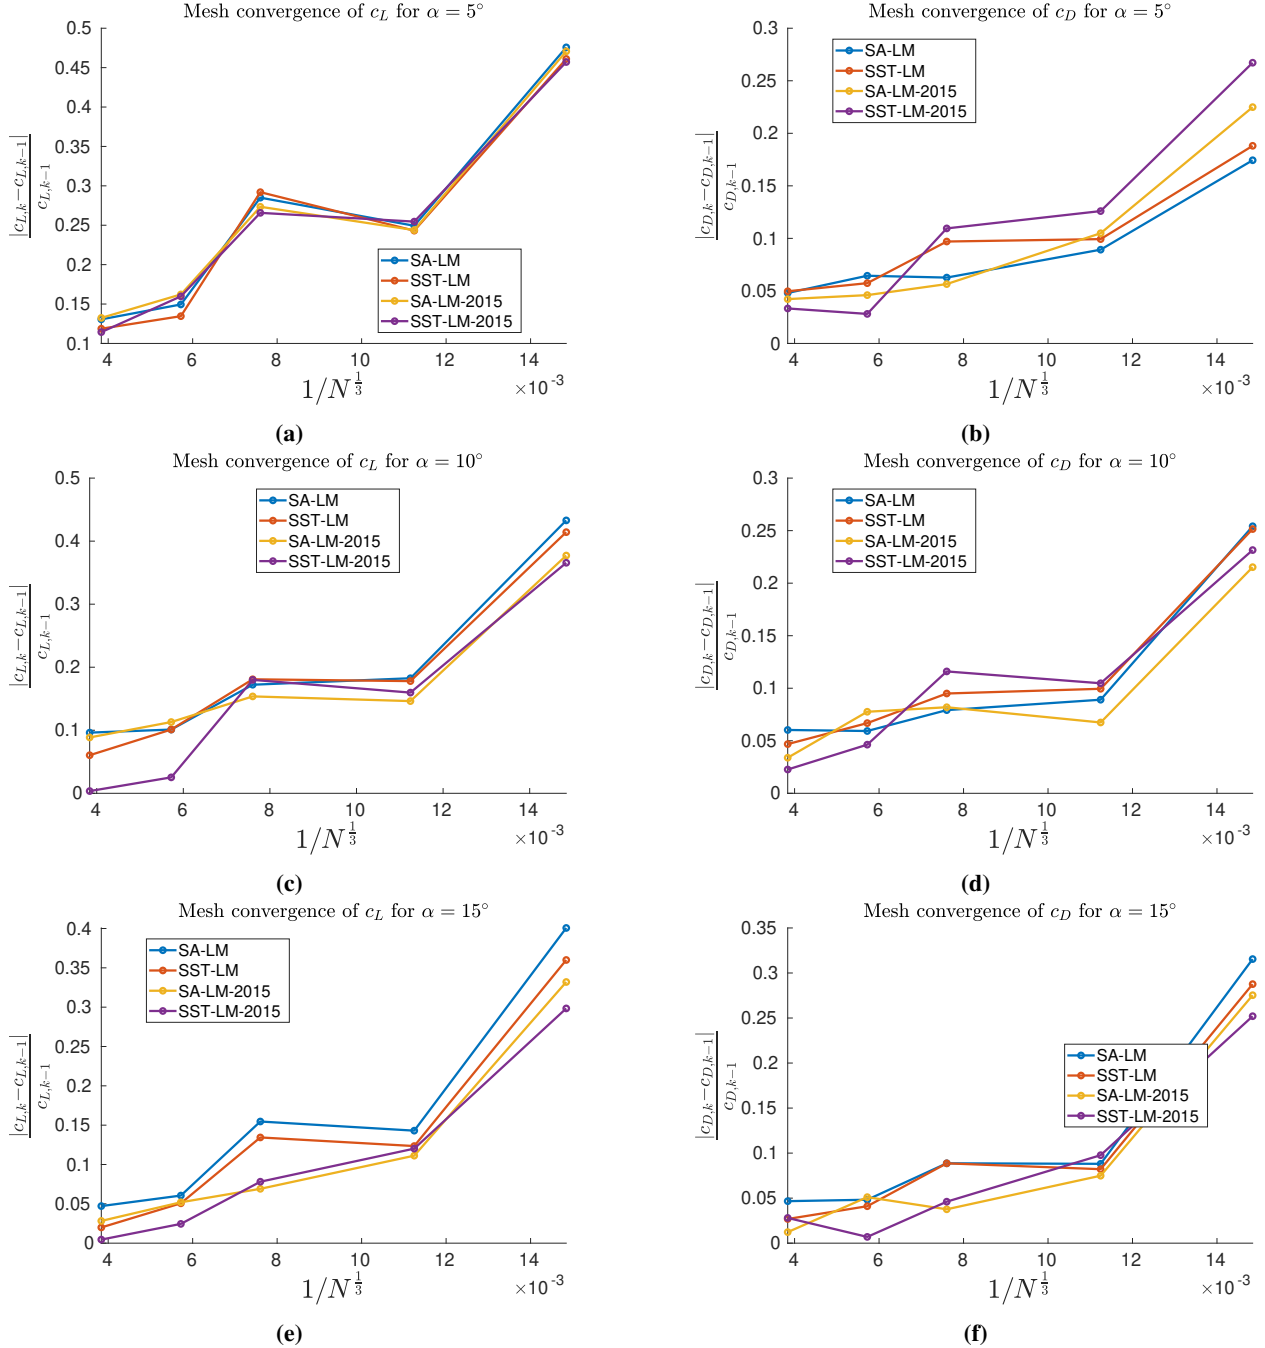 Mesh convergence of c_L for α = 5°
0.5
0.45
0.4
0.35
0.3
0.25
0.2
0.15
0.1
|c_{L,k}−c_{L,k−1}|
c_{L,k−1}
SA-LM
SST-LM
SA-LM-2015
SST-LM-2015
4 6 8 10 12 14
×10^{-3}
1/N^{1/3}
(a)
Mesh convergence of c_D for α = 5°
0.3
0.25
0.2
0.15
0.1
0.05
0
|c_{D,k}−c_{D,k−1}|
c_{D,k−1}
SA-LM
SST-LM
SA-LM-2015
SST-LM-2015
4 6 8 10 12 14
×10^{-3}
1/N^{1/3}
(b)
Mesh convergence of c_L for α = 10°
0.5
0.4
0.3
0.2
0.1
0
|c_{L,k}−c_{L,k−1}|
c_{L,k−1}
SA-LM
SST-LM
SA-LM-2015
SST-LM-2015
4 6 8 10 12 14
×10^{-3}
1/N^{1/3}
(c)
Mesh convergence of c_D for α = 10°
0.3
0.25
0.2
0.15
0.1
0.05
0
|c_{D,k}−c_{D,k−1}|
c_{D,k−1}
SA-LM
SST-LM
SA-LM-2015
SST-LM-2015
4 6 8 10 12 14
×10^{-3}
1/N^{1/3}
(d)
Mesh convergence of c_L for α = 15°
0.4
0.35
0.3
0.25
0.2
0.15
0.1
0.05
0
|c_{L,k}−c_{L,k−1}|
c_{L,k−1}
SA-LM
SST-LM
SA-LM-2015
SST-LM-2015
4 6 8 10 12 14
×10^{-3}
1/N^{1/3}
(e)
Mesh convergence of c_D for α = 15°
0.35
0.3
0.25
0.2
0.15
0.1
0.05
0
|c_{D,k}−c_{D,k−1}|
c_{D,k−1}
SA-LM
SST-LM
SA-LM-2015
SST-LM-2015
4 6 8 10 12 14
×10^{-3}
1/N^{1/3}
(f)